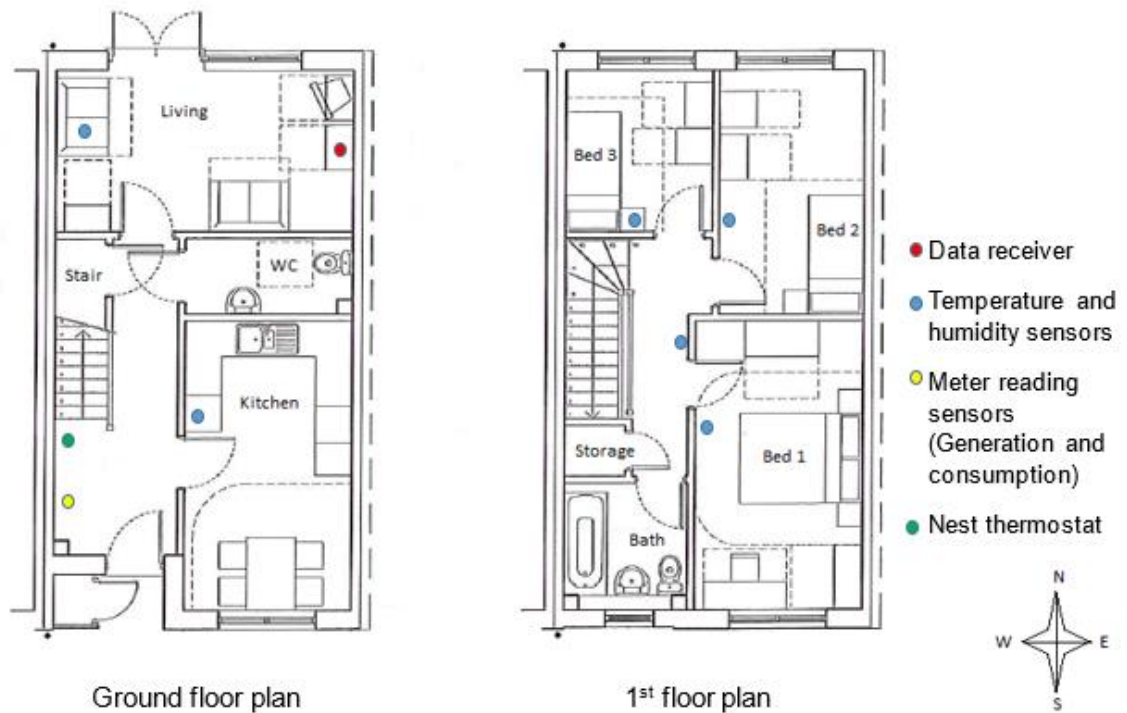 Living
Stair
WC
Kitchen
Ground floor plan
Bed 3
Bed 2
Storage
Bed 1
Bath
1st floor plan
Data receiver
Temperature and
humidity sensors
Meter reading
sensors
(Generation and
consumption)
Nest thermostat
N
W E
S